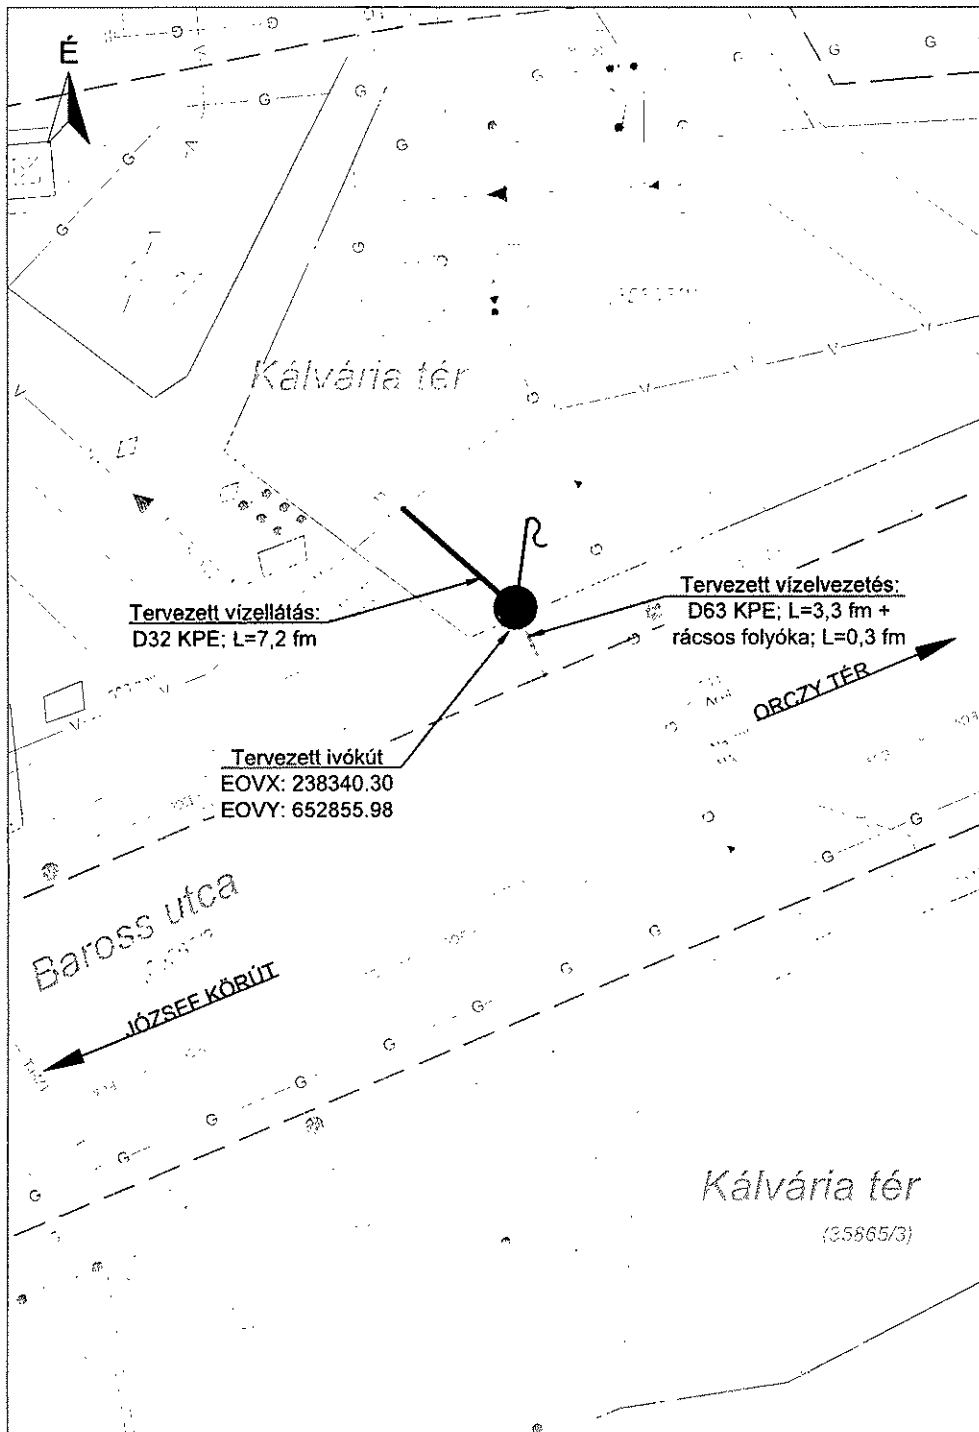 É
Kálvária tér
Tervezett vízellátás:
D32 KPE; L=7,2 fm
Tervezett vízelvezetés:
D63 KPE; L=3,3 fm +
rácsos folyóka; L=0,3 fm
ORCZY TÉR
Tervezett ivókút
EOVX: 238340.30
EOVY: 652855.98
Baross utca
JÓZSEF KÖRÚT
Kálvária tér
(35865/3)